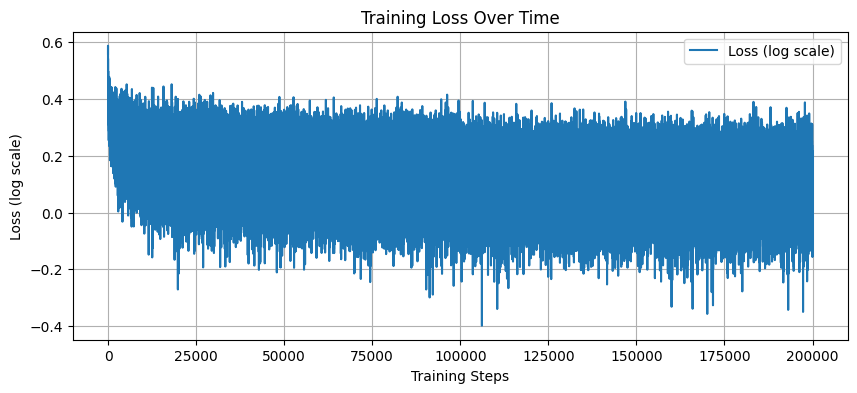 Training Loss Over Time
Loss (log scale)
Loss (log scale)
0.6
0.4
0.2
0.0
−0.2
−0.4
0 25000 50000 75000 100000 125000 150000 175000 200000
Training Steps